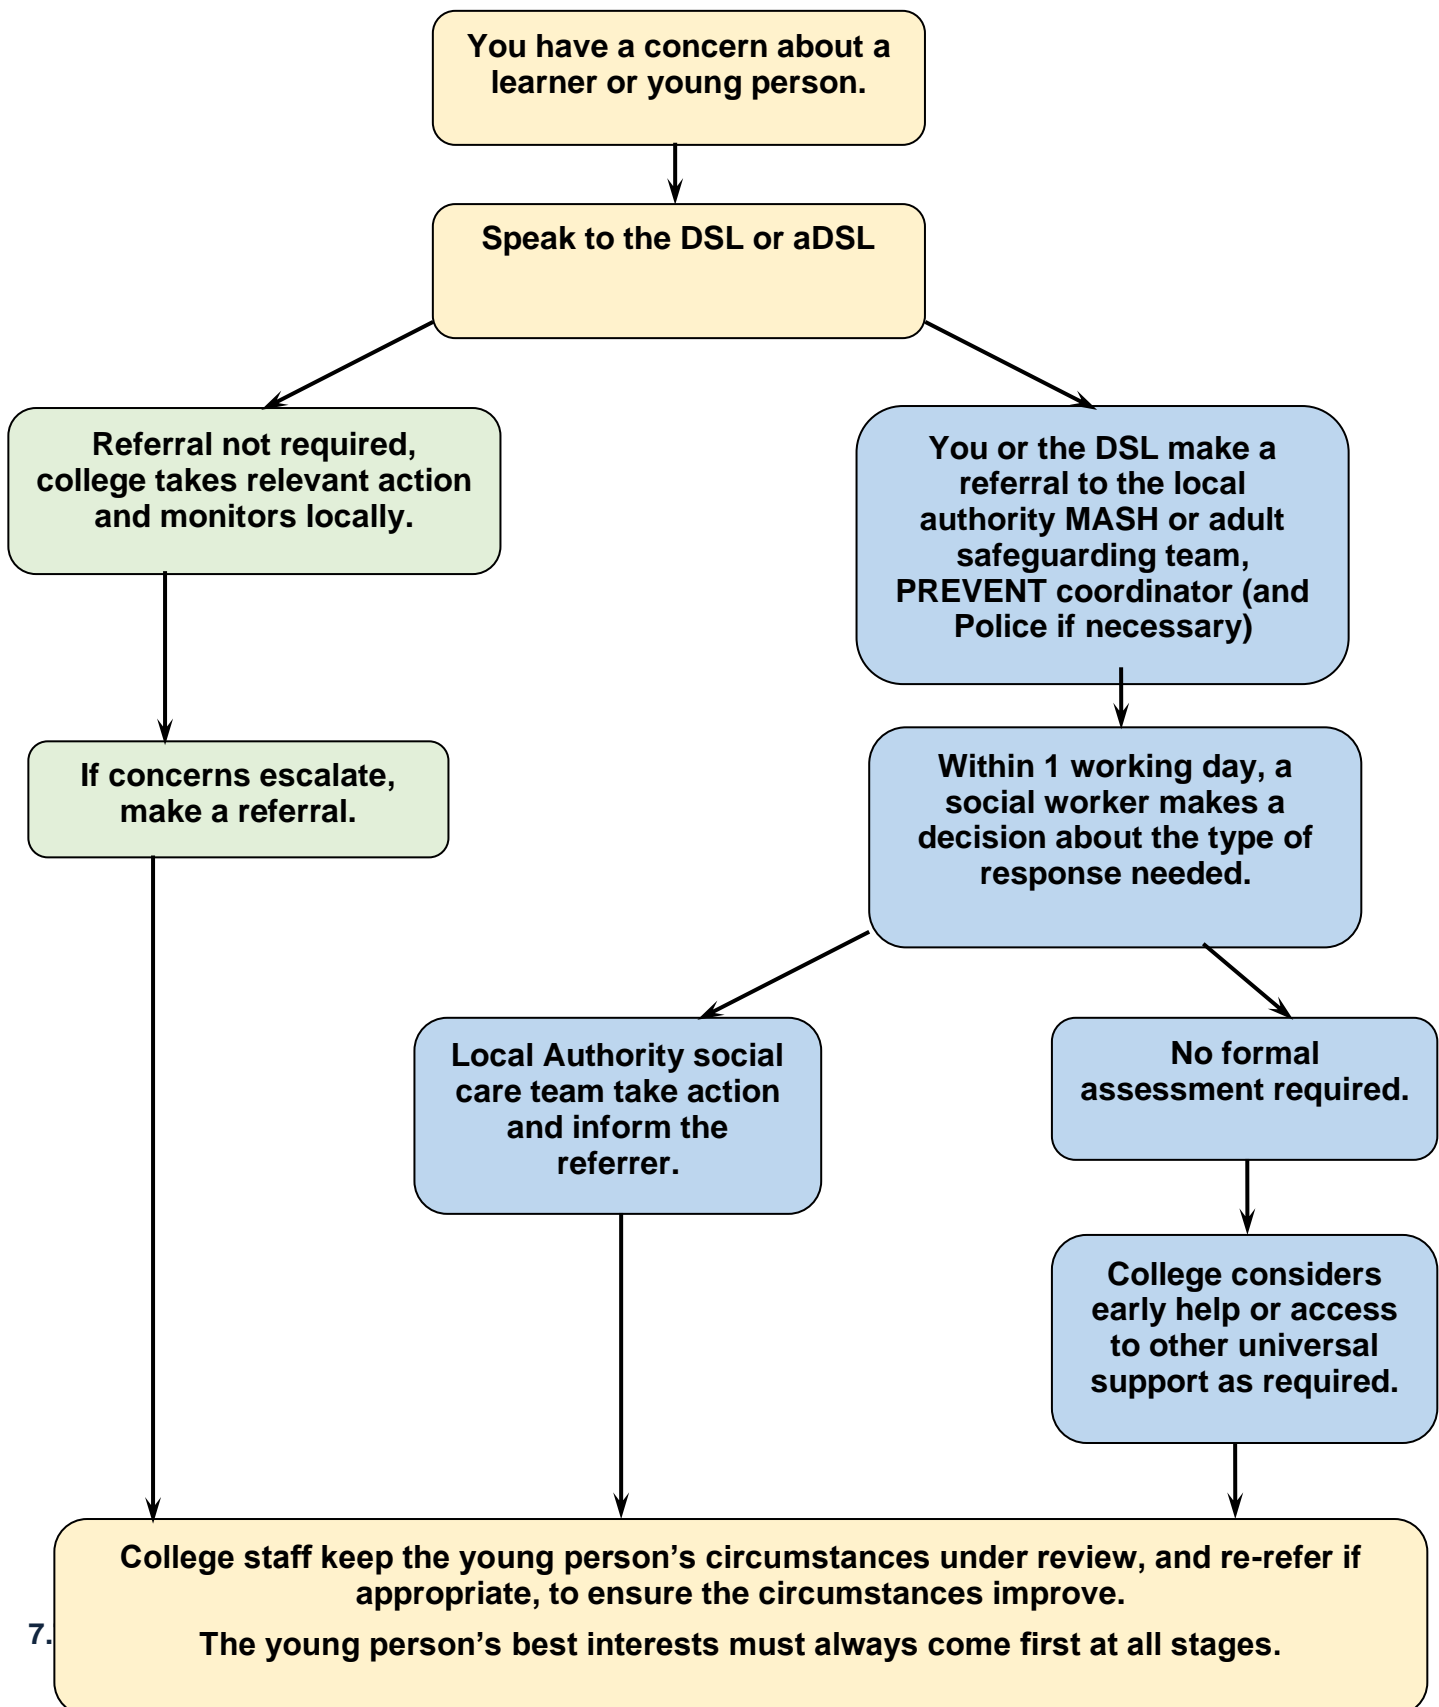 You have a concern about a
learner or young person.
Speak to the DSL or aDSL
Referral not required,
college takes relevant action
and monitors locally.
You or the DSL make a
referral to the local
authority MASH or adult
safeguarding team,
PREVENT coordinator (and
Police if necessary)
If concerns escalate,
make a referral.
Within 1 working day, a
social worker makes a
decision about the type of
response needed.
Local Authority social
care team take action
and inform the
referrer.
No formal
assessment required.
College considers
early help or access
to other universal
support as required.
College staff keep the young person’s circumstances under review, and re-refer if
appropriate, to ensure the circumstances improve.
7.
The young person’s best interests must always come first at all stages.